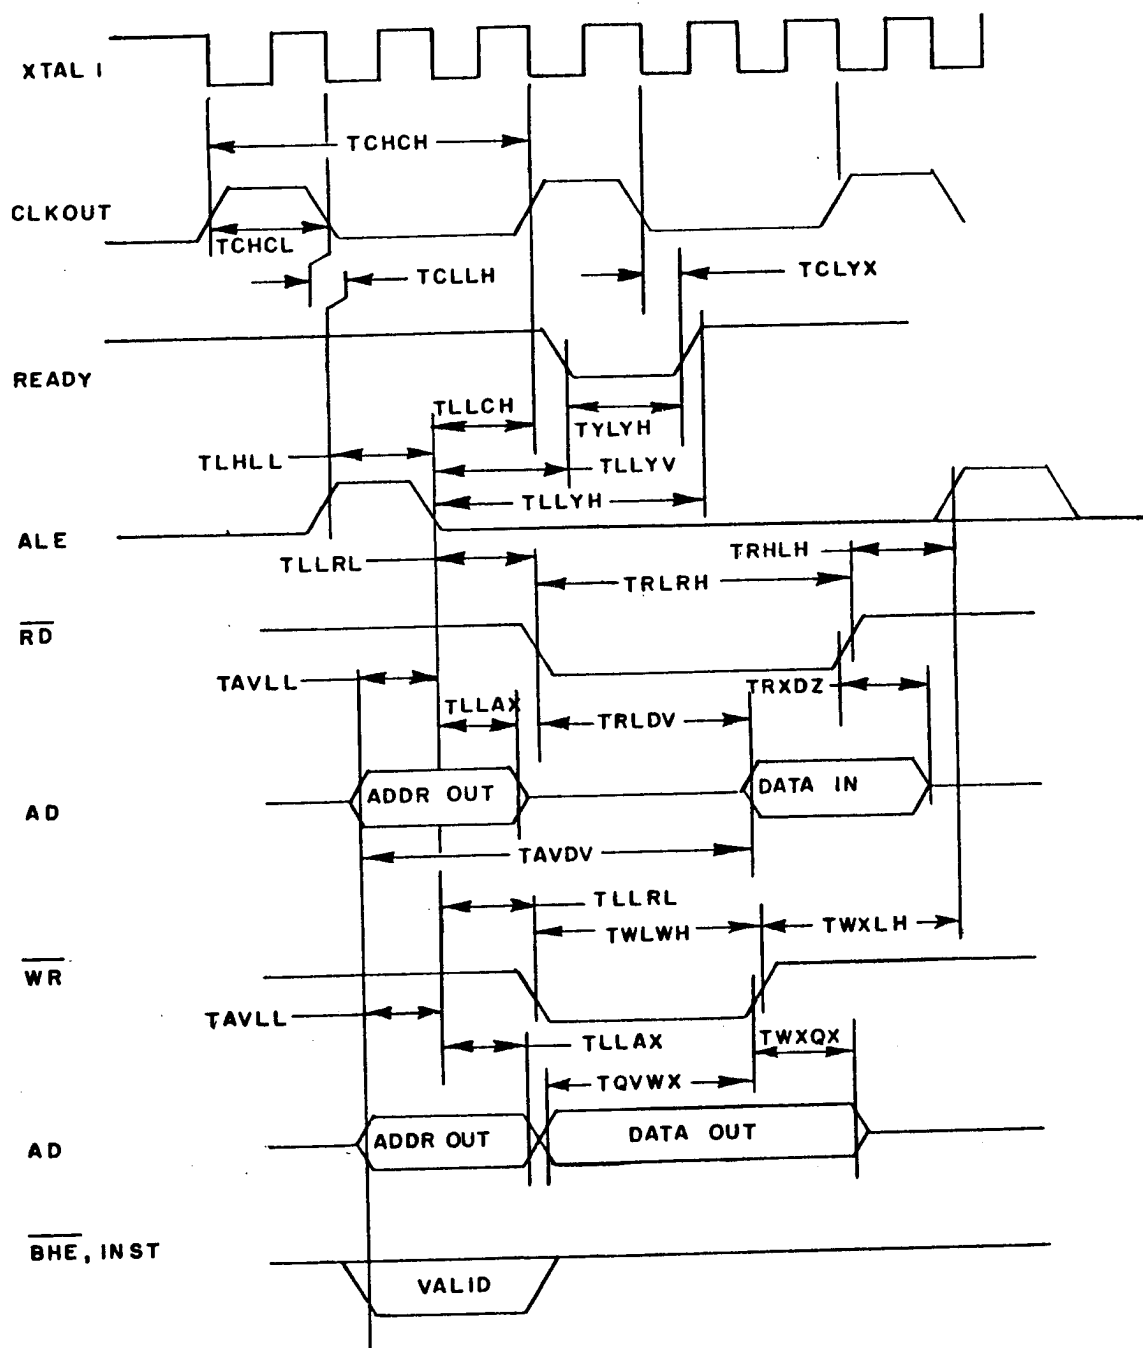 XTAL 1
TCHCH
CLKOUT
TCHCL
TCLLH
TCLYX
READY
TLLCH
TYLYH
TLHLL
TLLYV
TLLYH
ALE
TLLRL
TRHLH
TRLRH
RD
TAVLL
TRXDZ
TLLAX
TRLDV
AD
ADDR OUT
DATA IN
TAVDV
TLLRL
TWLWH
TWXLH
WR
TAVLL
TLLAX
TWXQX
TQVWX
AD
ADDR OUT
DATA OUT
BHE, INST
VALID